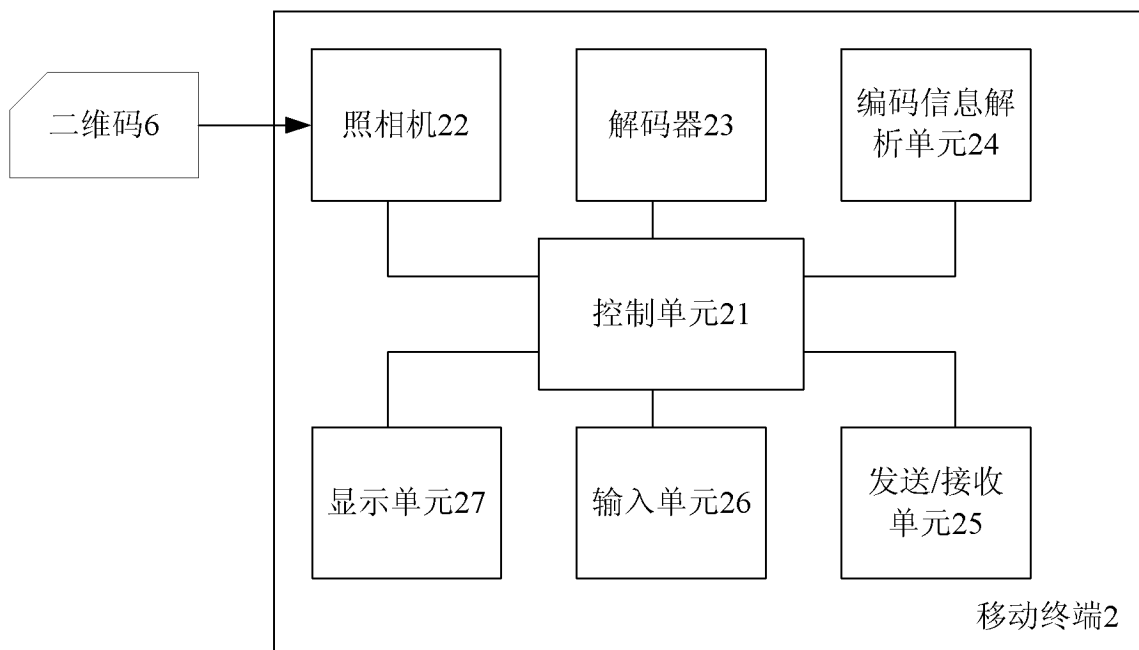 二维码6
照相机22
解码器23
编码信息解
析单元24
控制单元21
显示单元27
输入单元26
发送/接收
单元25
移动终端2